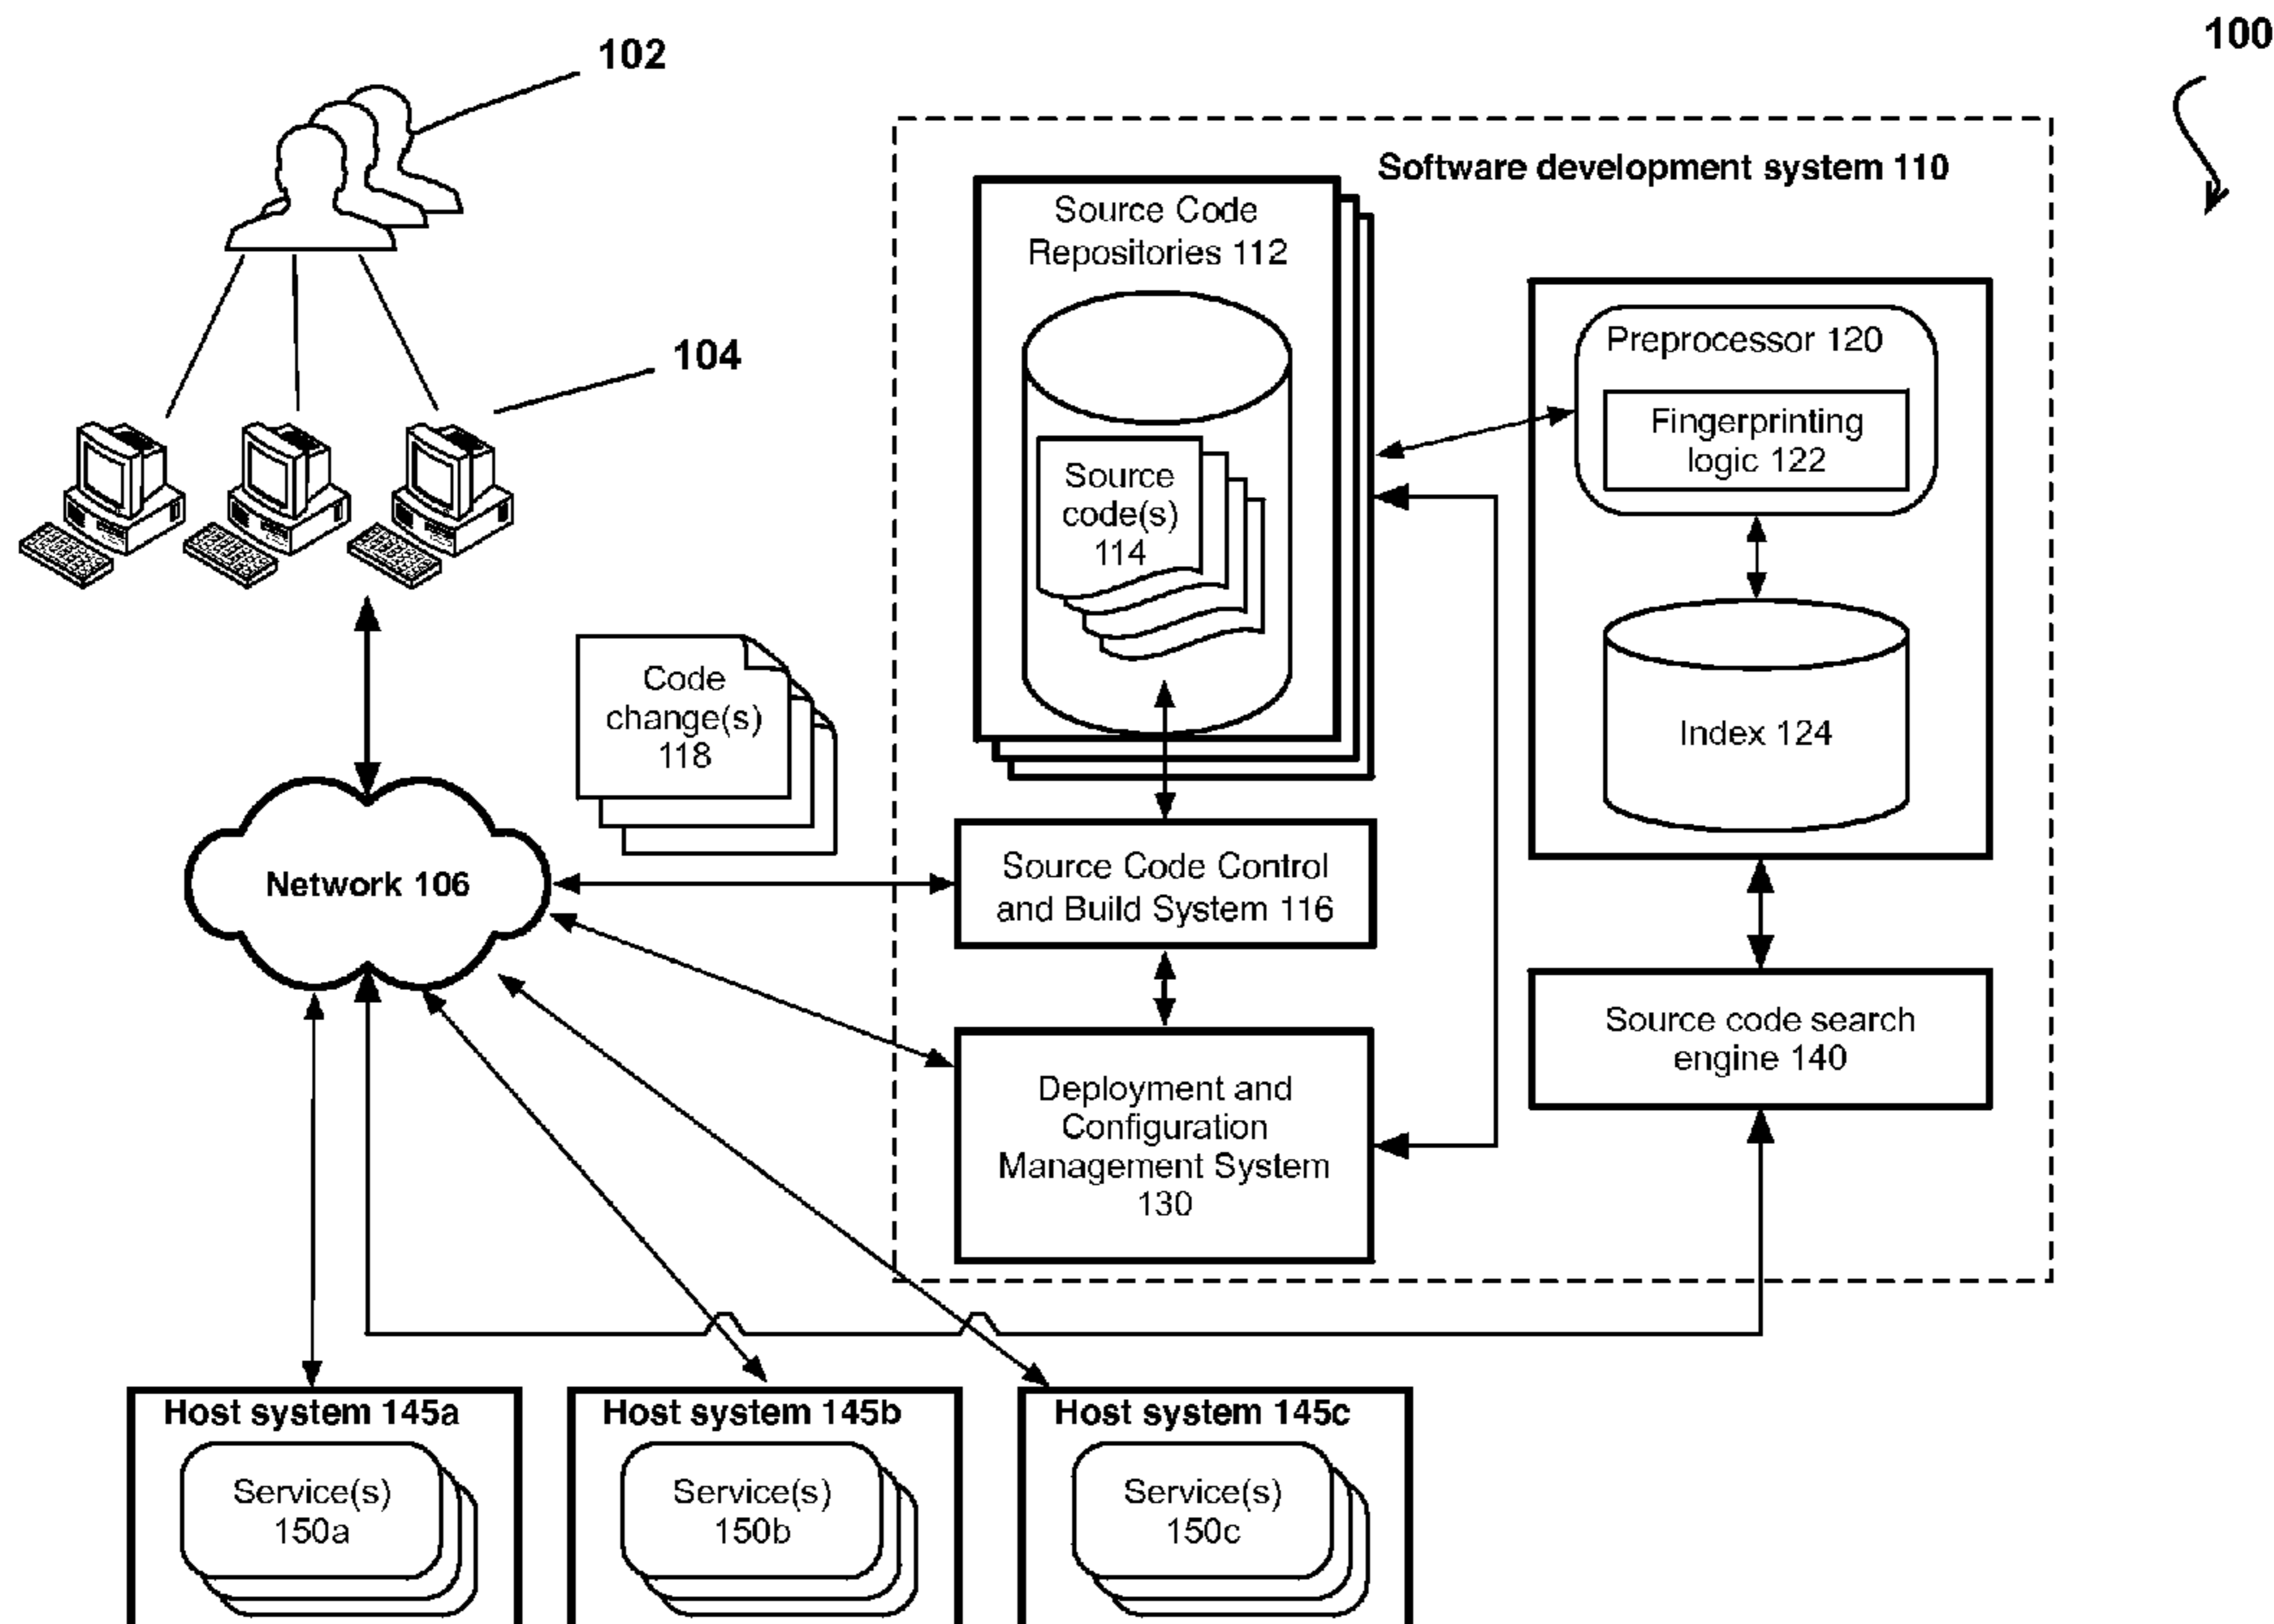 100
102
Software development system 110
Source Code
Repositories 112
Preprocessor 120
104
Fingerprinting
logic 122
Source
code(s)
114
Code
change(s)
118
Index 124
Network 106
Source Code Control
and Build System 116
Source code search
engine 140
Deployment and
Configuration
Management System
130
Host system 145a
Service(s)
150a
Host system 145b
Service(s)
150b
Host system 145c
Service(s)
150c